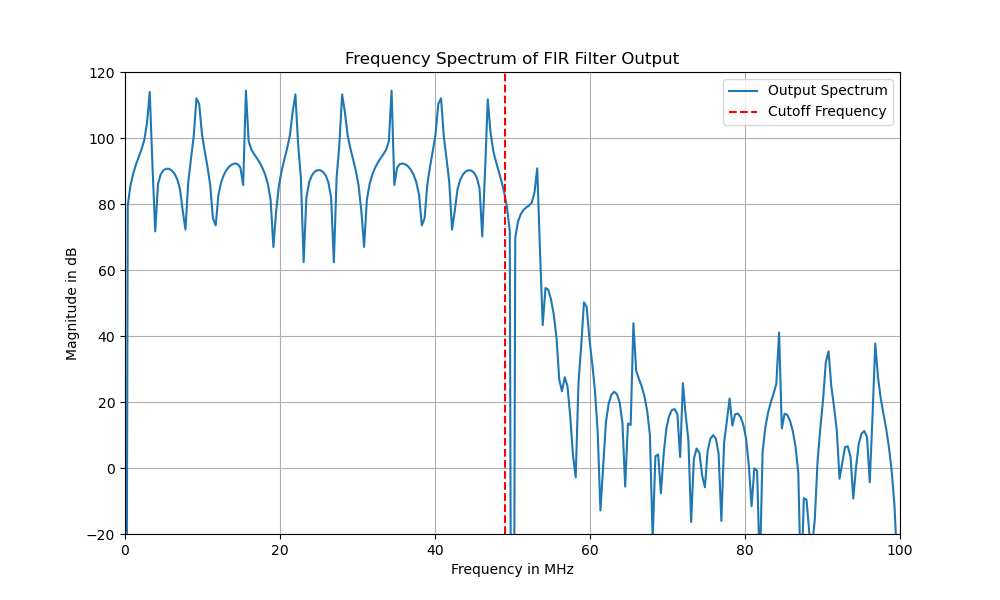 Frequency Spectrum of FIR Filter Output
120
100
80
60
40
20
0
−20
Magnitude in dB
Output Spectrum
Cutoff Frequency
0 20 40 60 80 100
Frequency in MHz